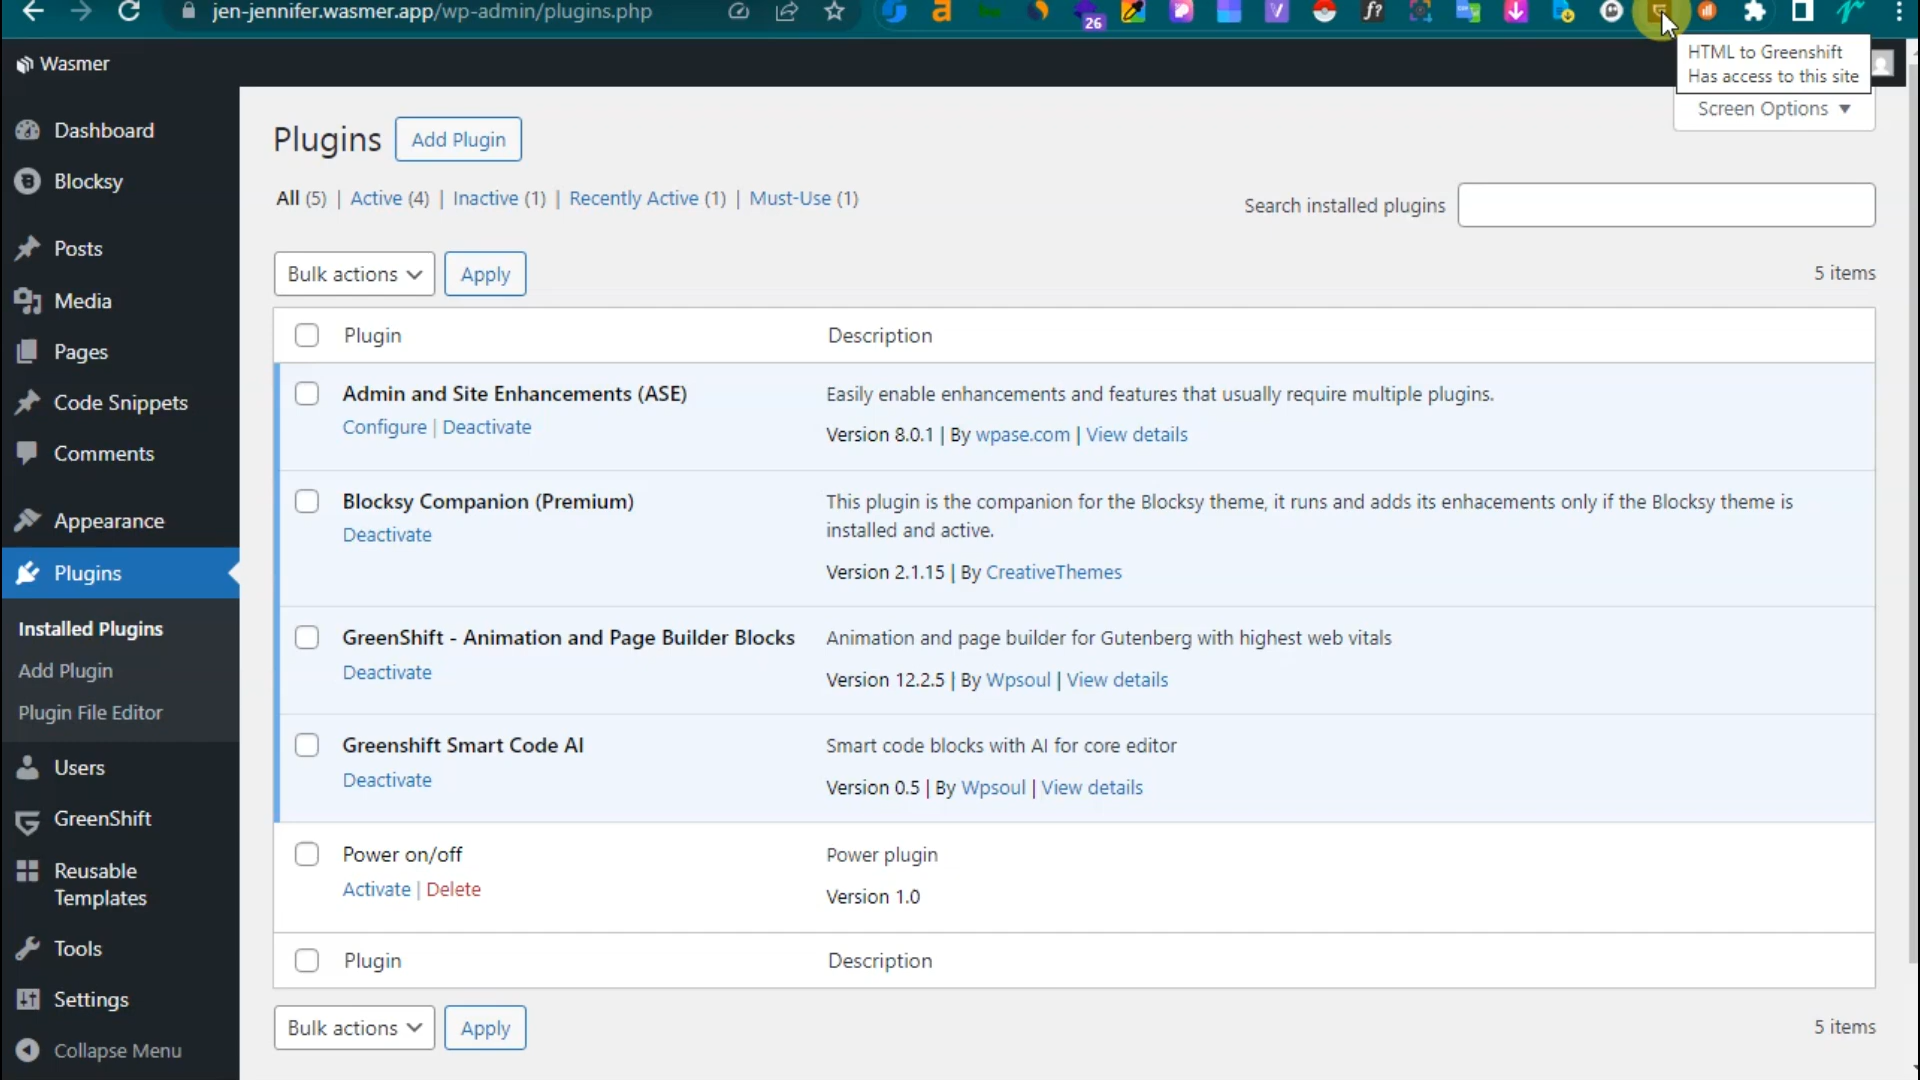 jen-jennifer.wasmer.app/wp-admin/plugins.php
26
f?
HTML to Greenshift
Has access to this site
Wasmer
Screen Options
Dashboard
Blocksy
Posts
Media
Pages
Code Snippets
Comments
Appearance
Plugins
Installed Plugins
Add Plugin
Plugin File Editor
Users
GreenShift
Reusable
Templates
Tools
Settings
Collapse Menu
Plugins
Add Plugin
All (5) | Active (4) | Inactive (1) | Recently Active (1) | Must-Use (1)
Search installed plugins
Bulk actions
Apply
5 items
Plugin
Description
Admin and Site Enhancements (ASE)
Configure | Deactivate
Easily enable enhancements and features that usually require multiple plugins.
Version 8.0.1 | By wpase.com | View details
Blocksy Companion (Premium)
Deactivate
This plugin is the companion for the Blocksy theme, it runs and adds its enhacements only if the Blocksy theme is
installed and active.
Version 2.1.15 | By CreativeThemes
GreenShift - Animation and Page Builder Blocks
Deactivate
Animation and page builder for Gutenberg with highest web vitals
Version 12.2.5 | By Wpsoul | View details
Greenshift Smart Code AI
Deactivate
Smart code blocks with AI for core editor
Version 0.5 | By Wpsoul | View details
Power on/off
Activate | Delete
Power plugin
Version 1.0
Plugin
Description
Bulk actions
Apply
5 items